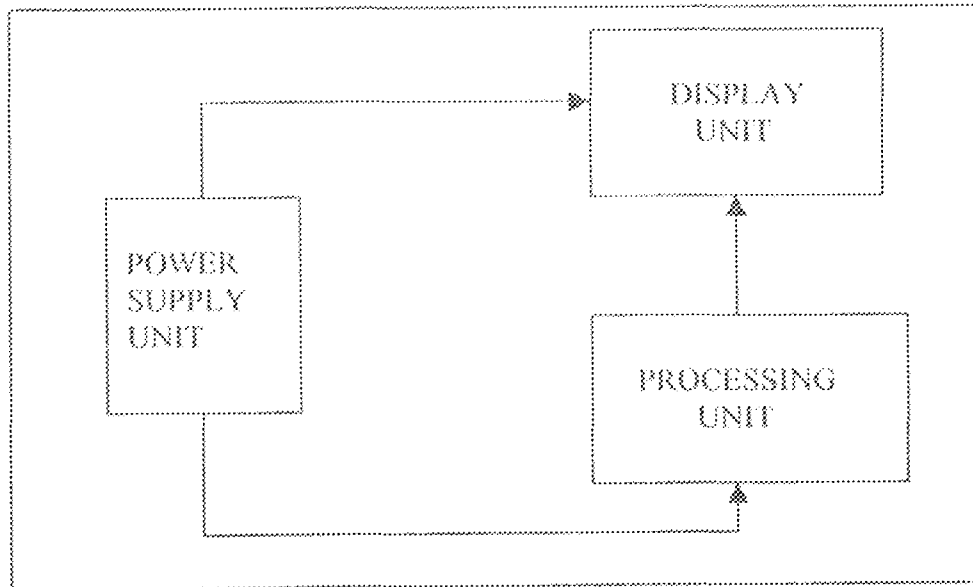 DISPLAY
UNIT
POWER
SUPPLY
UNIT
PROCESSING
UNIT